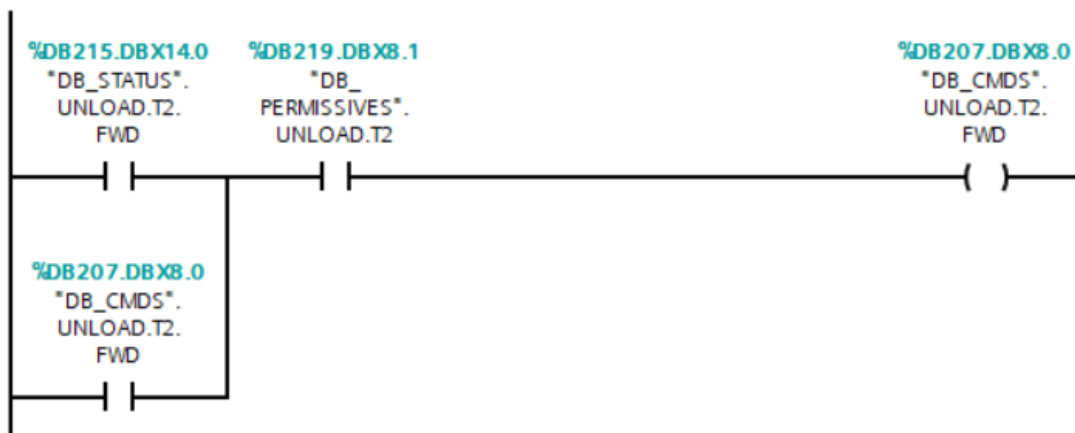 %DB215.DBX14.0
"DB_STATUS".
UNLOAD.T2.
FWD
%DB219.DBX8.1
"DB_
PERMISSIVES".
UNLOAD.T2
%DB207.DBX8.0
"DB_CMDS".
UNLOAD.T2.
FWD
%DB207.DBX8.0
"DB_CMDS".
UNLOAD.T2.
FWD